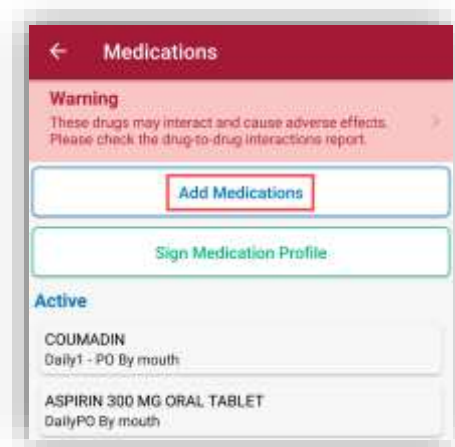 Medications
Warning
These drugs may interact and cause adverse effects.
Please check the drug-to-drug interactions report.
Add Medications
Sign Medication Profile
Active
COUMADIN
Daily1 - PO By mouth
ASPIRIN 300 MG ORAL TABLET
DailyPO By mouth